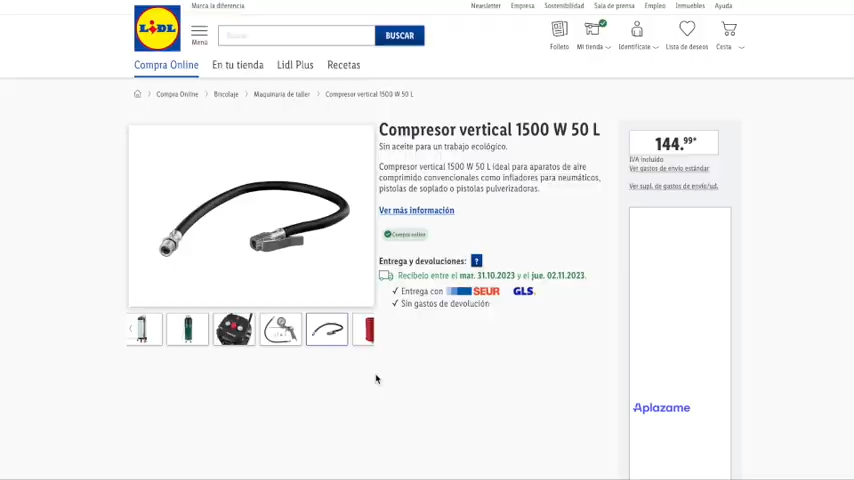 Marca la diferencia
Newsletter Empresa Sostenibilidad Sala de prensa Empleo Inmuebles Ayuda
LIDL
Menú
Buscar
BUSCAR
Folleto Mi tienda Identifícate Lista de deseos Cesta
Compra Online En tu tienda Lidl Plus Recetas
Compra Online Bricolaje Maquinaria de taller Compresor vertical 1500 W 50 L
Compresor vertical 1500 W 50 L
Sin aceite para un trabajo ecológico.
Compresor vertical 1500 W 50 L ideal para aparatos de aire
comprimido convencionales como infladores para neumáticos,
pistolas de soplado o pistolas pulverizadoras.
Ver más información
Compra online
Entrega y devoluciones: ?
Recíbelo entre el mar. 31.10.2023 y el jue. 02.11.2023.
✓ Entrega con SEUR GLS.
✓ Sin gastos de devolución
144.99*
IVA incluido
Ver gastos de envío estándar
Ver supl. de gastos de envío/ud.
Aplazame